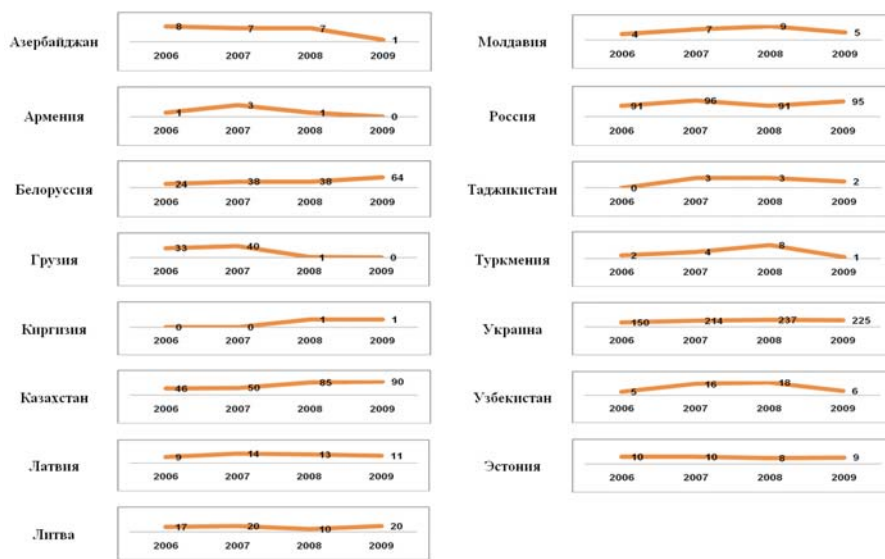 Азербайджан
8 7 7 1
2006 2007 2008 2009
Армения
1 3 1 0
2006 2007 2008 2009
Белоруссия
24 38 38 64
2006 2007 2008 2009
Грузия
33 40 1 0
2006 2007 2008 2009
Киргизия
0 0 1 1
2006 2007 2008 2009
Казахстан
46 50 85 90
2006 2007 2008 2009
Латвия
9 14 13 11
2006 2007 2008 2009
Литва
17 20 10 20
2006 2007 2008 2009
Молдавия
4 7 9 5
2006 2007 2008 2009
Россия
91 96 91 95
2006 2007 2008 2009
Таджикистан
0 3 3 2
2006 2007 2008 2009
Туркмения
2 4 8 1
2006 2007 2008 2009
Украина
150 214 237 225
2006 2007 2008 2009
Узбекистан
5 16 18 6
2006 2007 2008 2009
Эстония
10 10 8 9
2006 2007 2008 2009